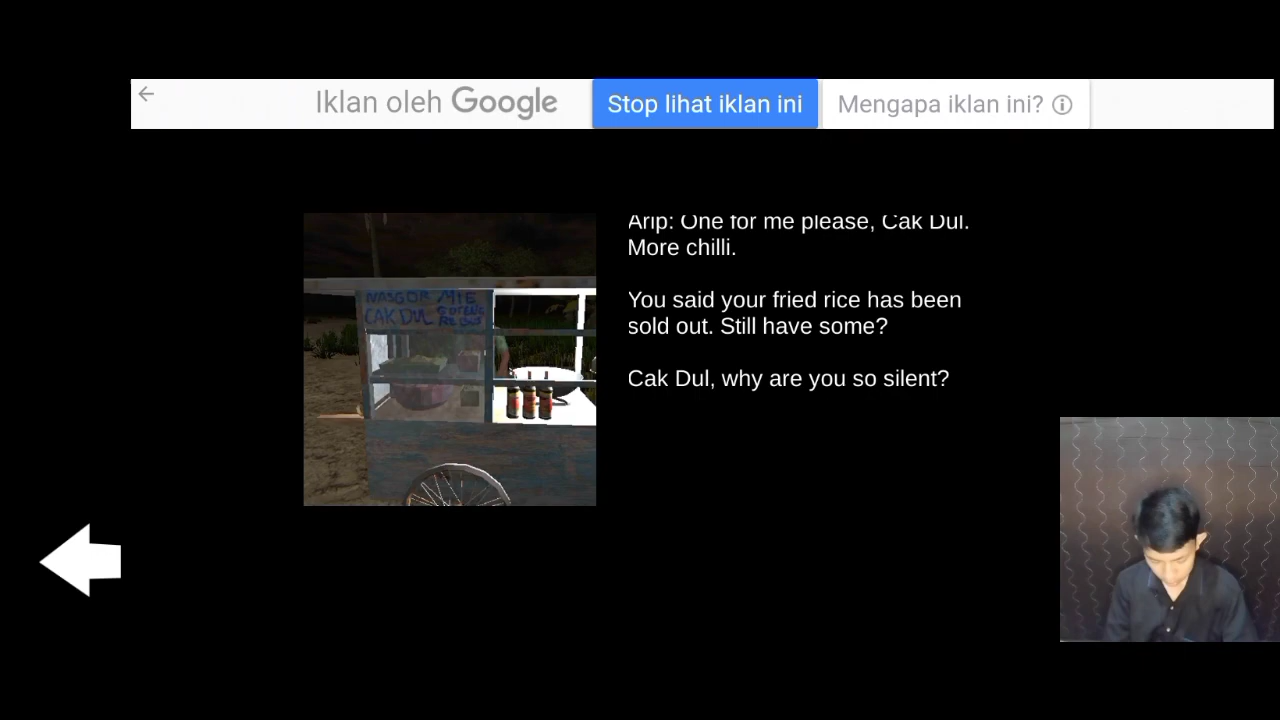 Iklan oleh Google
Stop lihat iklan ini
Mengapa iklan ini?
Arip: One for me please, Cak Dul.
More chilli.
You said your fried rice has been
sold out. Still have some?
Cak Dul, why are you so silent?
NASGOR MIE
CAK DUL GORENG